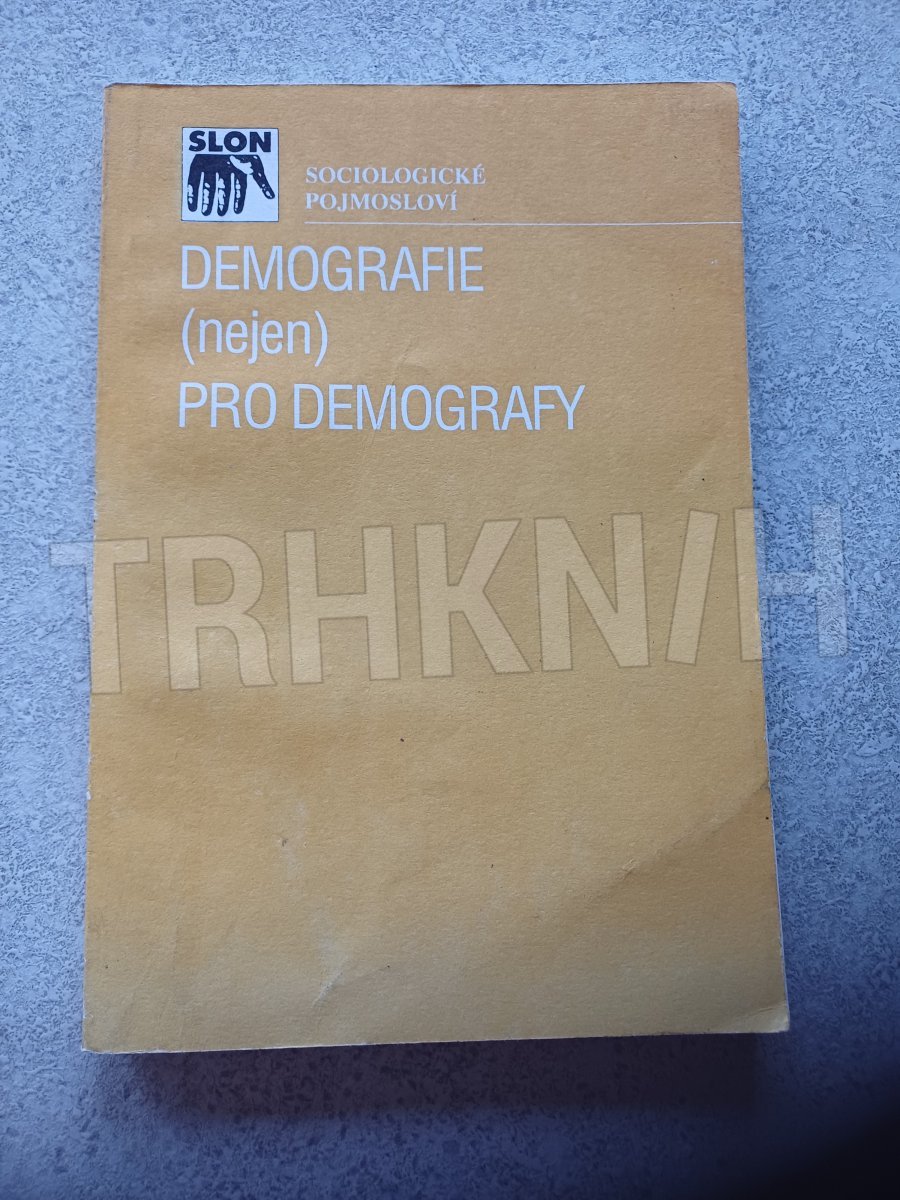 SLON
SOCIOLOGICKÉ
POJMOSLOVÍ
DEMOGRAFIE
(nejen)
PRO DEMOGRAFY
TRHKNIH